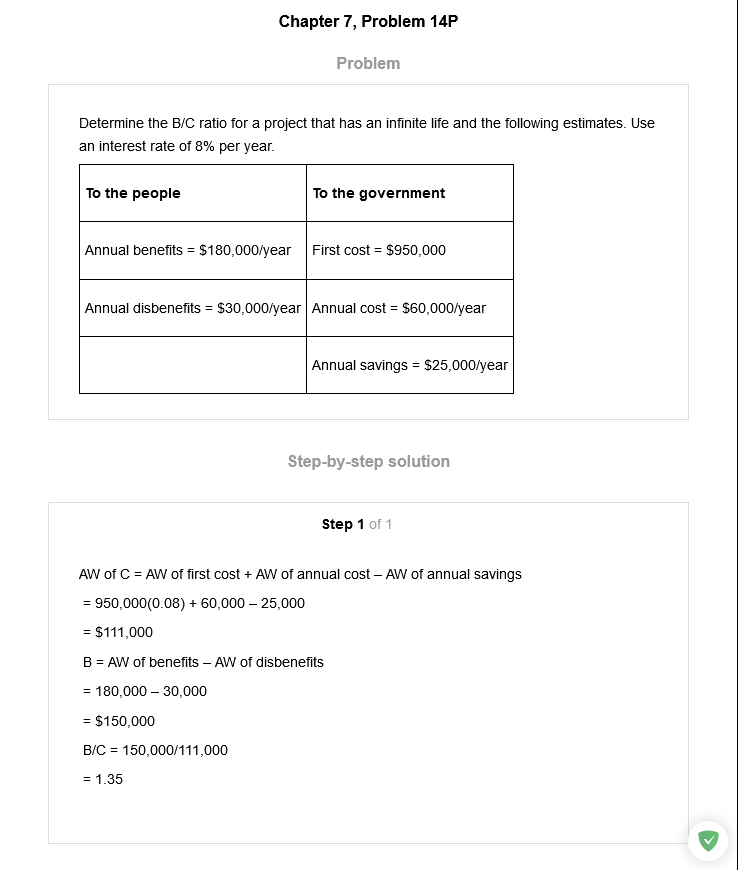 Chapter 7, Problem 14P
Problem
Determine the B/C ratio for a project that has an infinite life and the following estimates. Use
an interest rate of 8% per year.
To the people
To the government
Annual benefits = $180,000/year
First cost = $950,000
Annual disbenefits = $30,000/year
Annual cost = $60,000/year
Annual savings = $25,000/year
Step-by-step solution
Step 1 of 1
AW of C = AW of first cost + AW of annual cost – AW of annual savings
= 950,000(0.08) + 60,000 – 25,000
= $111,000
B = AW of benefits – AW of disbenefits
= 180,000 – 30,000
= $150,000
B/C = 150,000/111,000
= 1.35